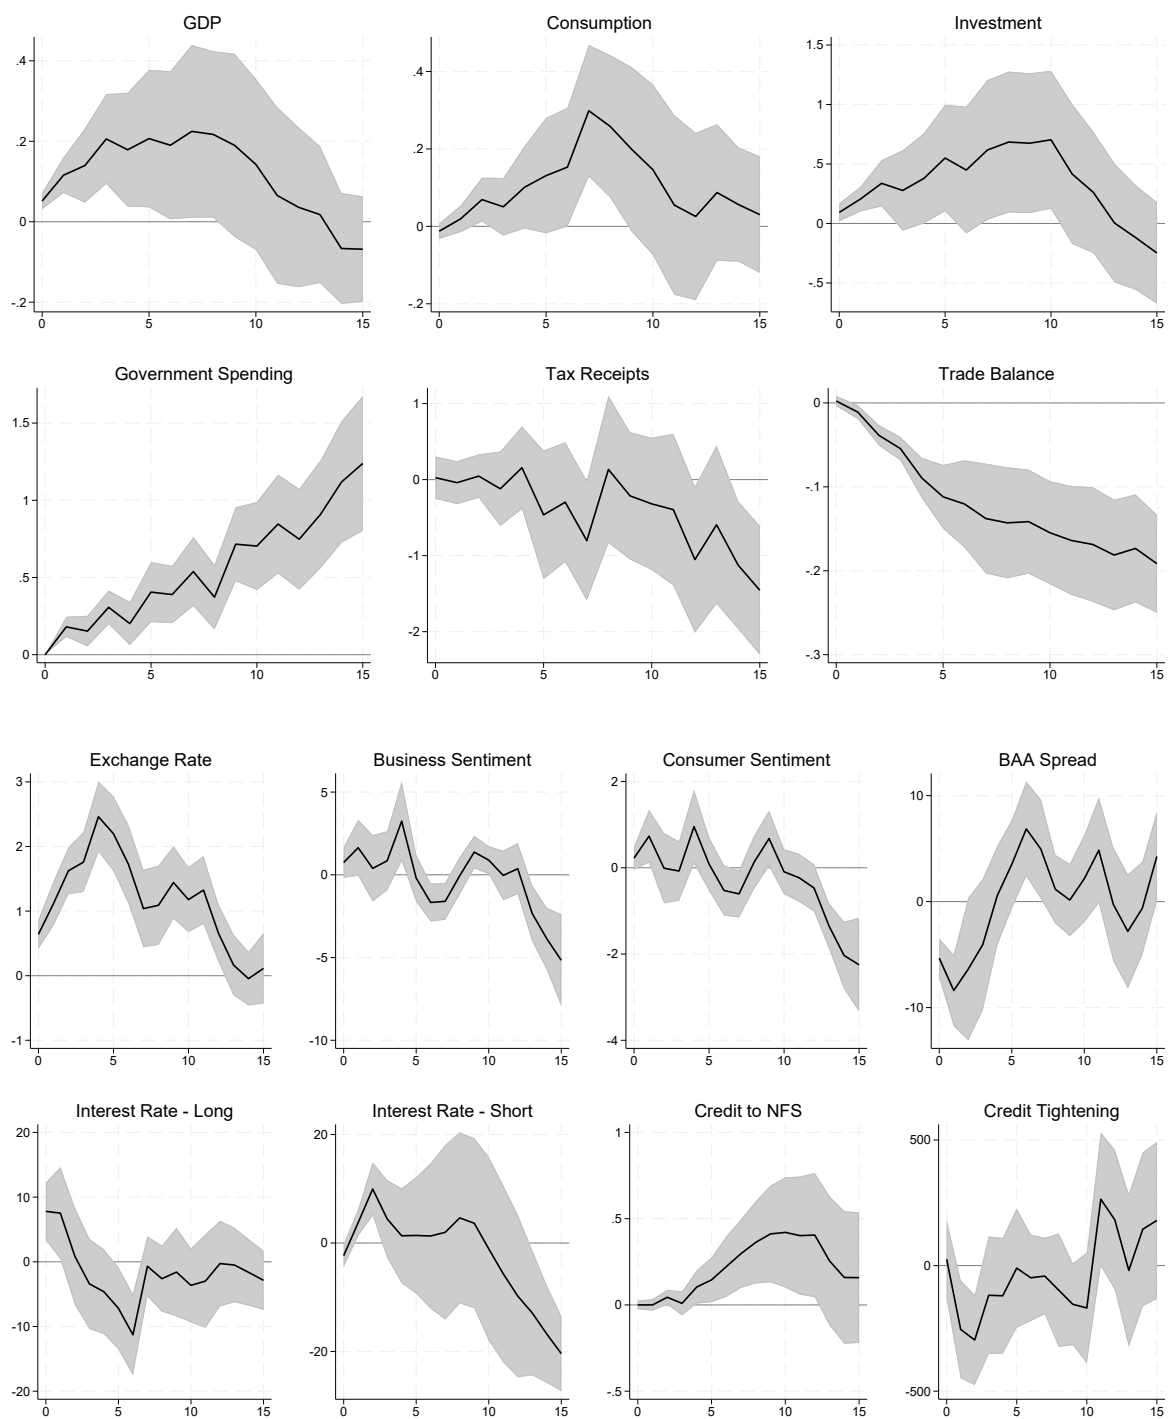 GDP
.4
.2
0
-.2
0 5 10 15
Consumption
.4
.2
0
-.2
0 5 10 15
Investment
1.5
1
.5
0
-.5
0 5 10 15
Government Spending
1.5
1
.5
0
0 5 10 15
Tax Receipts
1
0
-1
-2
0 5 10 15
Trade Balance
0
-.1
-.2
-.3
0 5 10 15
Exchange Rate
3
2
1
0
-1
0 5 10 15
Business Sentiment
5
0
-5
-10
0 5 10 15
Consumer Sentiment
2
0
-2
-4
0 5 10 15
BAA Spread
10
0
-10
0 5 10 15
Interest Rate - Long
20
10
0
-10
-20
0 5 10 15
Interest Rate - Short
20
0
-20
0 5 10 15
Credit to NFS
1
.5
0
-.5
0 5 10 15
Credit Tightening
500
0
-500
0 5 10 15